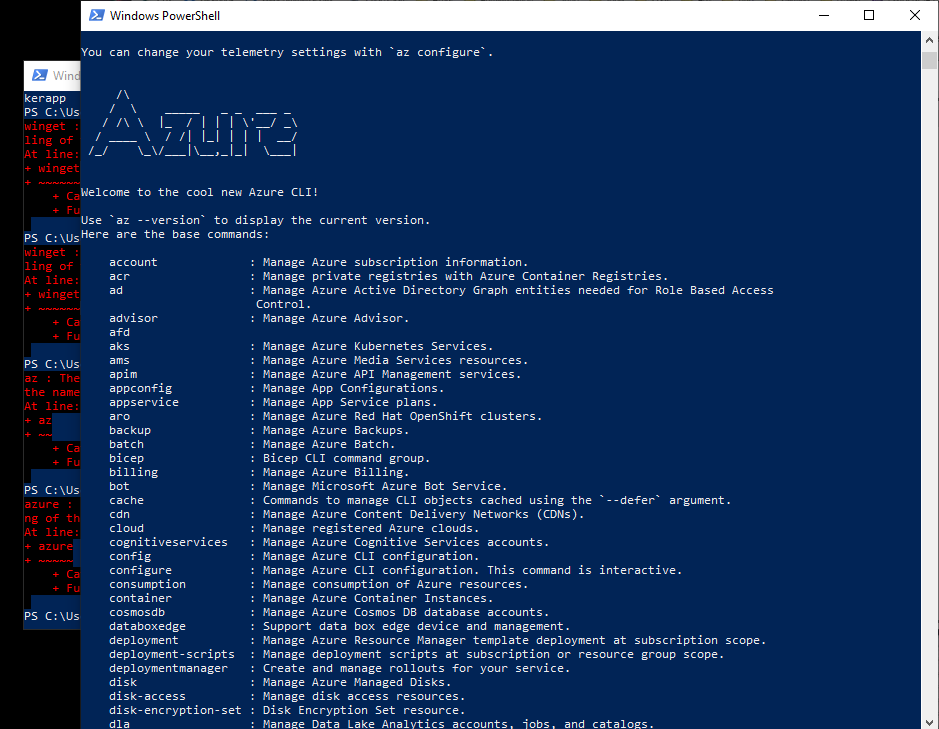 Windows PowerShell
You can change your telemetry settings with `az configure`.
Welcome to the cool new Azure CLI!
Use `az --version` to display the current version.
Here are the base commands:
account : Manage Azure subscription information.
acr : Manage private registries with Azure Container Registries.
ad : Manage Azure Active Directory Graph entities needed for Role Based Access
Control.
advisor : Manage Azure Advisor.
afd
aks : Manage Azure Kubernetes Services.
ams : Manage Azure Media Services resources.
apim : Manage Azure API Management services.
appconfig : Manage App Configurations.
appservice : Manage App Service plans.
aro : Manage Azure Red Hat OpenShift clusters.
backup : Manage Azure Backups.
batch : Manage Azure Batch.
bicep : Bicep CLI command group.
billing : Manage Azure Billing.
bot : Manage Microsoft Azure Bot Service.
cache : Commands to manage CLI objects cached using the `--defer` argument.
cdn : Manage Azure Content Delivery Networks (CDNs).
cloud : Manage registered Azure clouds.
cognitiveservices : Manage Azure Cognitive Services accounts.
config : Manage Azure CLI configuration.
configure : Manage Azure CLI configuration. This command is interactive.
consumption : Manage consumption of Azure resources.
container : Manage Azure Container Instances.
cosmosdb : Manage Azure Cosmos DB database accounts.
databoxedge : Support data box edge device and management.
deployment : Manage Azure Resource Manager template deployment at subscription scope.
deployment-scripts : Manage deployment scripts at subscription or resource group scope.
deploymentmanager : Create and manage rollouts for your service.
disk : Manage Azure Managed Disks.
disk-access : Manage disk access resources.
disk-encryption-set : Disk Encryption Set resource.
dla : Manage Data Lake Analytics accounts, jobs, and catalogs.
Wind
kerapp
PS C:\Us
winget :
ling of
At line:
+ winget
+ ~~~~~~
+ Ca
+ Fu
PS C:\Us
winget :
ling of
At line:
+ winget
+ ~~~~~~
+ Ca
+ Fu
PS C:\Us
az : The
the name
At line:
+ az
+ ~~
+ Ca
+ Fu
PS C:\Us
azure :
ng of th
At line:
+ azure
+ ~~~~~
+ Ca
+ Fu
PS C:\Us